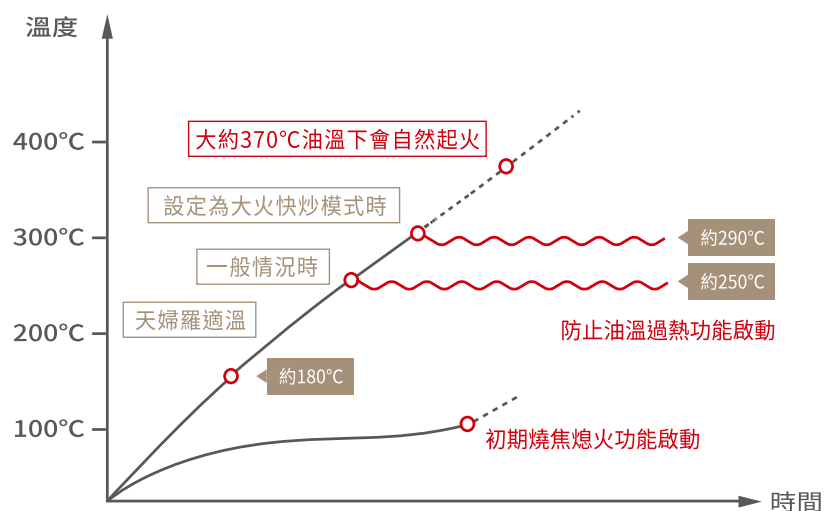 溫度
400℃
大約370℃油溫下會自然起火
設定為大火快炒模式時
300℃
約290℃
一般情況時
約250℃
天婦羅適溫
200℃
防止油溫過熱功能啟動
約180℃
100℃
初期燒焦熄火功能啟動
時間